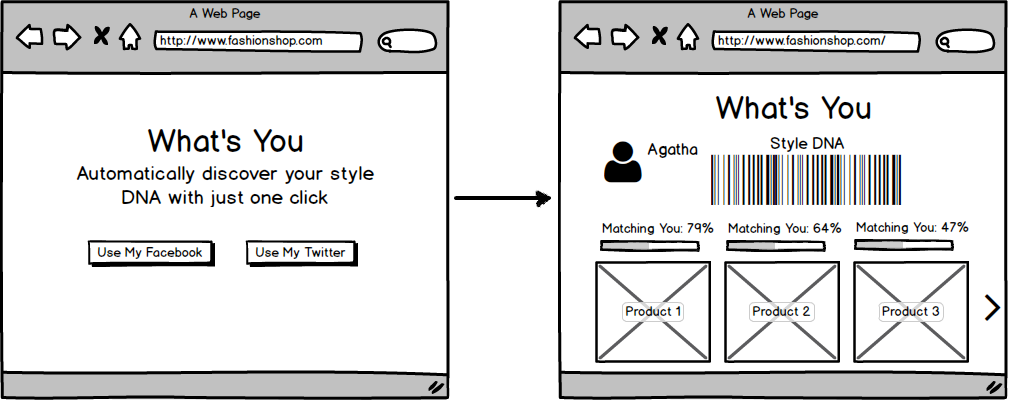 A Web Page
http://www.fashionshop.com
What's You
Automatically discover your style
DNA with just one click
Use My Facebook
Use My Twitter
A Web Page
http://www.fashionshop.com/
What's You
Agatha
Style DNA
Matching You: 79%
Matching You: 64%
Matching You: 47%
Product 1
Product 2
Product 3